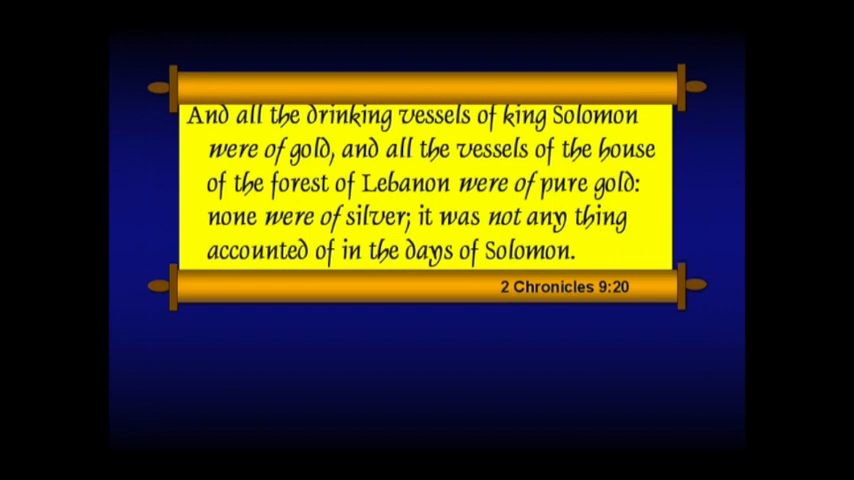 And all the drinking vessels of king Solomon
were of gold, and all the vessels of the house
of the forest of Lebanon were of pure gold:
none were of silver; it was not any thing
accounted of in the days of Solomon.
2 Chronicles 9:20